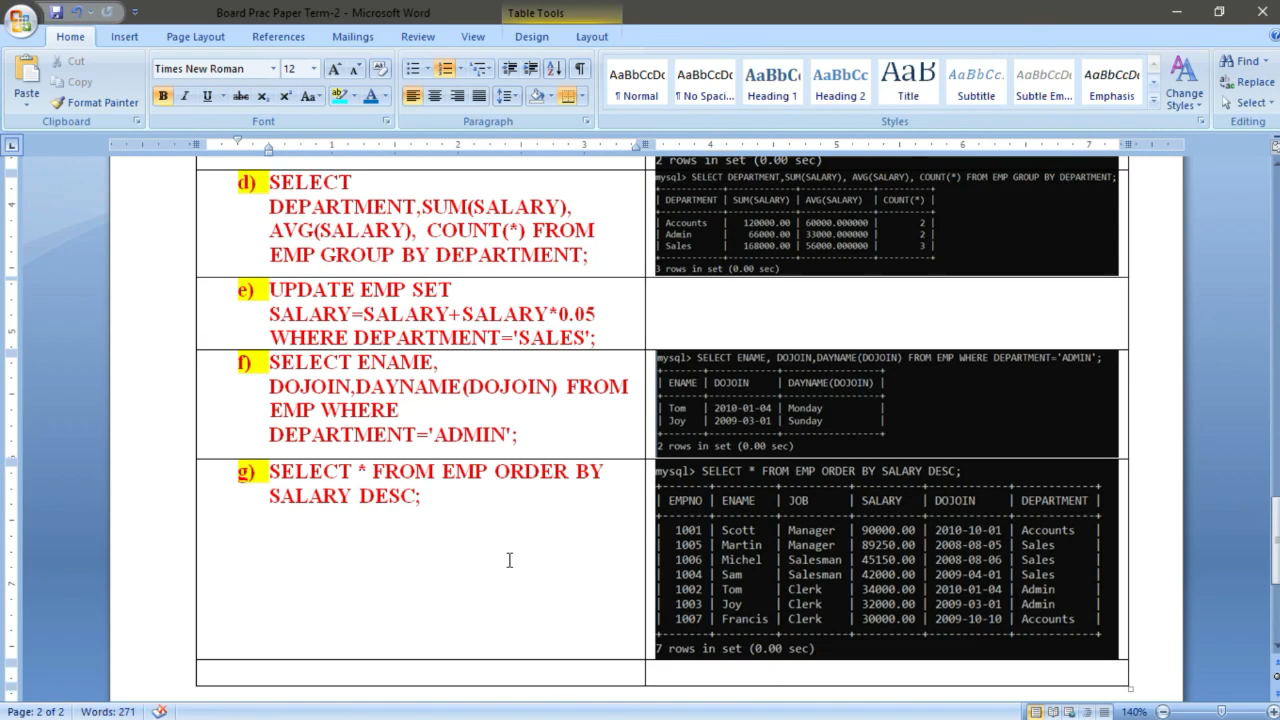 Board Prac Paper Term-2 - Microsoft Word
Table Tools
Home Insert Page Layout References Mailings Review View Design Layout
Paste
Cut
Copy
Format Painter
Clipboard
Times New Roman 12
B I U abc x₂ x² Aa
Font
Paragraph
AaBbCcDc AaBbCcDc AaBbCc AaBbCc AaB AaBbCc. AaBbCcDc AaBbCcDc
¶ Normal ¶ No Spaci... Heading 1 Heading 2 Title Subtitle Subtle Em... Emphasis
Change Styles
Styles
Find
Replace
Select
Editing
2 rows in set (0.00 sec)
d) SELECT
DEPARTMENT,SUM(SALARY),
AVG(SALARY), COUNT(*) FROM
EMP GROUP BY DEPARTMENT;
mysql> SELECT DEPARTMENT,SUM(SALARY), AVG(SALARY), COUNT(*) FROM EMP GROUP BY DEPARTMENT;
| DEPARTMENT | SUM(SALARY) | AVG(SALARY) | COUNT(*) |
| Accounts | 120000.00 | 60000.000000 | 2 |
| Admin | 66000.00 | 33000.000000 | 2 |
| Sales | 168000.00 | 56000.000000 | 3 |
3 rows in set (0.00 sec)
e) UPDATE EMP SET
SALARY=SALARY+SALARY*0.05
WHERE DEPARTMENT='SALES';
f) SELECT ENAME,
DOJOIN,DAYNAME(DOJOIN) FROM
EMP WHERE
DEPARTMENT='ADMIN';
mysql> SELECT ENAME, DOJOIN,DAYNAME(DOJOIN) FROM EMP WHERE DEPARTMENT='ADMIN';
| ENAME | DOJOIN | DAYNAME(DOJOIN) |
| Tom | 2010-01-04 | Monday |
| Joy | 2009-03-01 | Sunday |
2 rows in set (0.00 sec)
g) SELECT * FROM EMP ORDER BY
SALARY DESC;
mysql> SELECT * FROM EMP ORDER BY SALARY DESC;
| EMPNO | ENAME | JOB | SALARY | DOJOIN | DEPARTMENT |
| 1001 | Scott | Manager | 90000.00 | 2010-10-01 | Accounts |
| 1005 | Martin | Manager | 89250.00 | 2008-08-05 | Sales |
| 1006 | Michel | Salesman | 45150.00 | 2008-08-06 | Sales |
| 1004 | Sam | Salesman | 42000.00 | 2009-04-01 | Sales |
| 1002 | Tom | Clerk | 34000.00 | 2010-01-04 | Admin |
| 1003 | Joy | Clerk | 32000.00 | 2009-03-01 | Admin |
| 1007 | Francis | Clerk | 30000.00 | 2009-10-10 | Accounts |
7 rows in set (0.00 sec)
Page: 2 of 2 Words: 271 140%